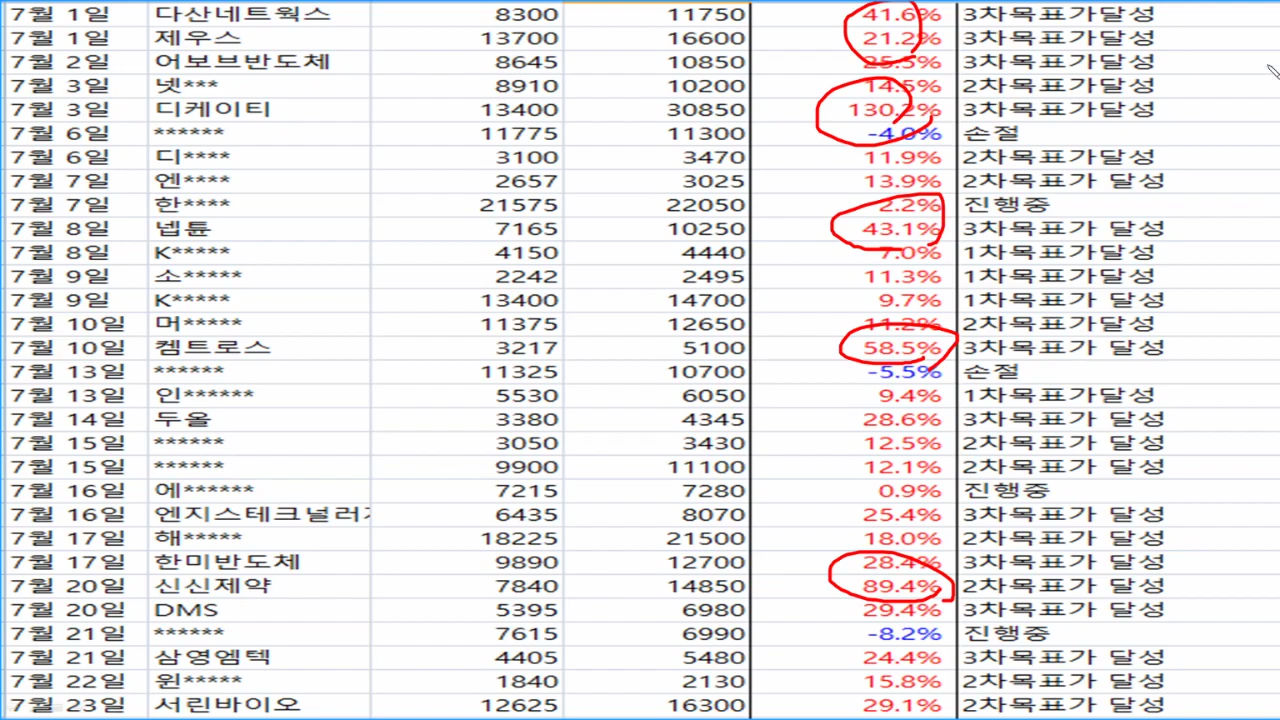 7월 1일 다산네트웍스 8300 11750 41.6% 3차목표가달성
7월 1일 제우스 13700 16600 21.2% 3차목표가달성
7월 2일 어보브반도체 8645 10850 25.5% 3차목표가달성
7월 3일 넷*** 8910 10200 14.5% 2차목표가달성
7월 3일 디케이티 13400 30850 130.2% 3차목표가달성
7월 6일 ****** 11775 11300 -4.0% 손절
7월 6일 디**** 3100 3470 11.9% 2차목표가달성
7월 7일 엔**** 2657 3025 13.9% 2차목표가 달성
7월 7일 한**** 21575 22050 2.2% 진행중
7월 8일 넵튠 7165 10250 43.1% 3차목표가달성
7월 8일 K***** 4150 4440 7.0% 1차목표가달성
7월 9일 소***** 2242 2495 11.3% 1차목표가달성
7월 9일 K***** 13400 14700 9.7% 1차목표가 달성
7월 10일 머***** 11375 12650 11.2% 2차목표가달성
7월 10일 켐트로스 3217 5100 58.5% 3차목표가 달성
7월 13일 ****** 11325 10700 -5.5% 손절
7월 13일 인****** 5530 6050 9.4% 1차목표가달성
7월 14일 두올 3380 4345 28.6% 3차목표가 달성
7월 15일 ****** 3050 3430 12.5% 2차목표가 달성
7월 15일 ****** 9900 11100 12.1% 2차목표가 달성
7월 16일 에****** 7215 7280 0.9% 진행중
7월 16일 엔지스테크널러지 6435 8070 25.4% 3차목표가 달성
7월 17일 해***** 18225 21500 18.0% 2차목표가 달성
7월 17일 한미반도체 9890 12700 28.4% 3차목표가 달성
7월 20일 신신제약 7840 14850 89.4% 2차목표가 달성
7월 20일 DMS 5395 6980 29.4% 3차목표가 달성
7월 21일 ****** 7615 6990 -8.2% 진행중
7월 21일 삼영엠텍 4405 5480 24.4% 3차목표가 달성
7월 22일 윈***** 1840 2130 15.8% 2차목표가 달성
7월 23일 서린바이오 12625 16300 29.1% 2차목표가 달성